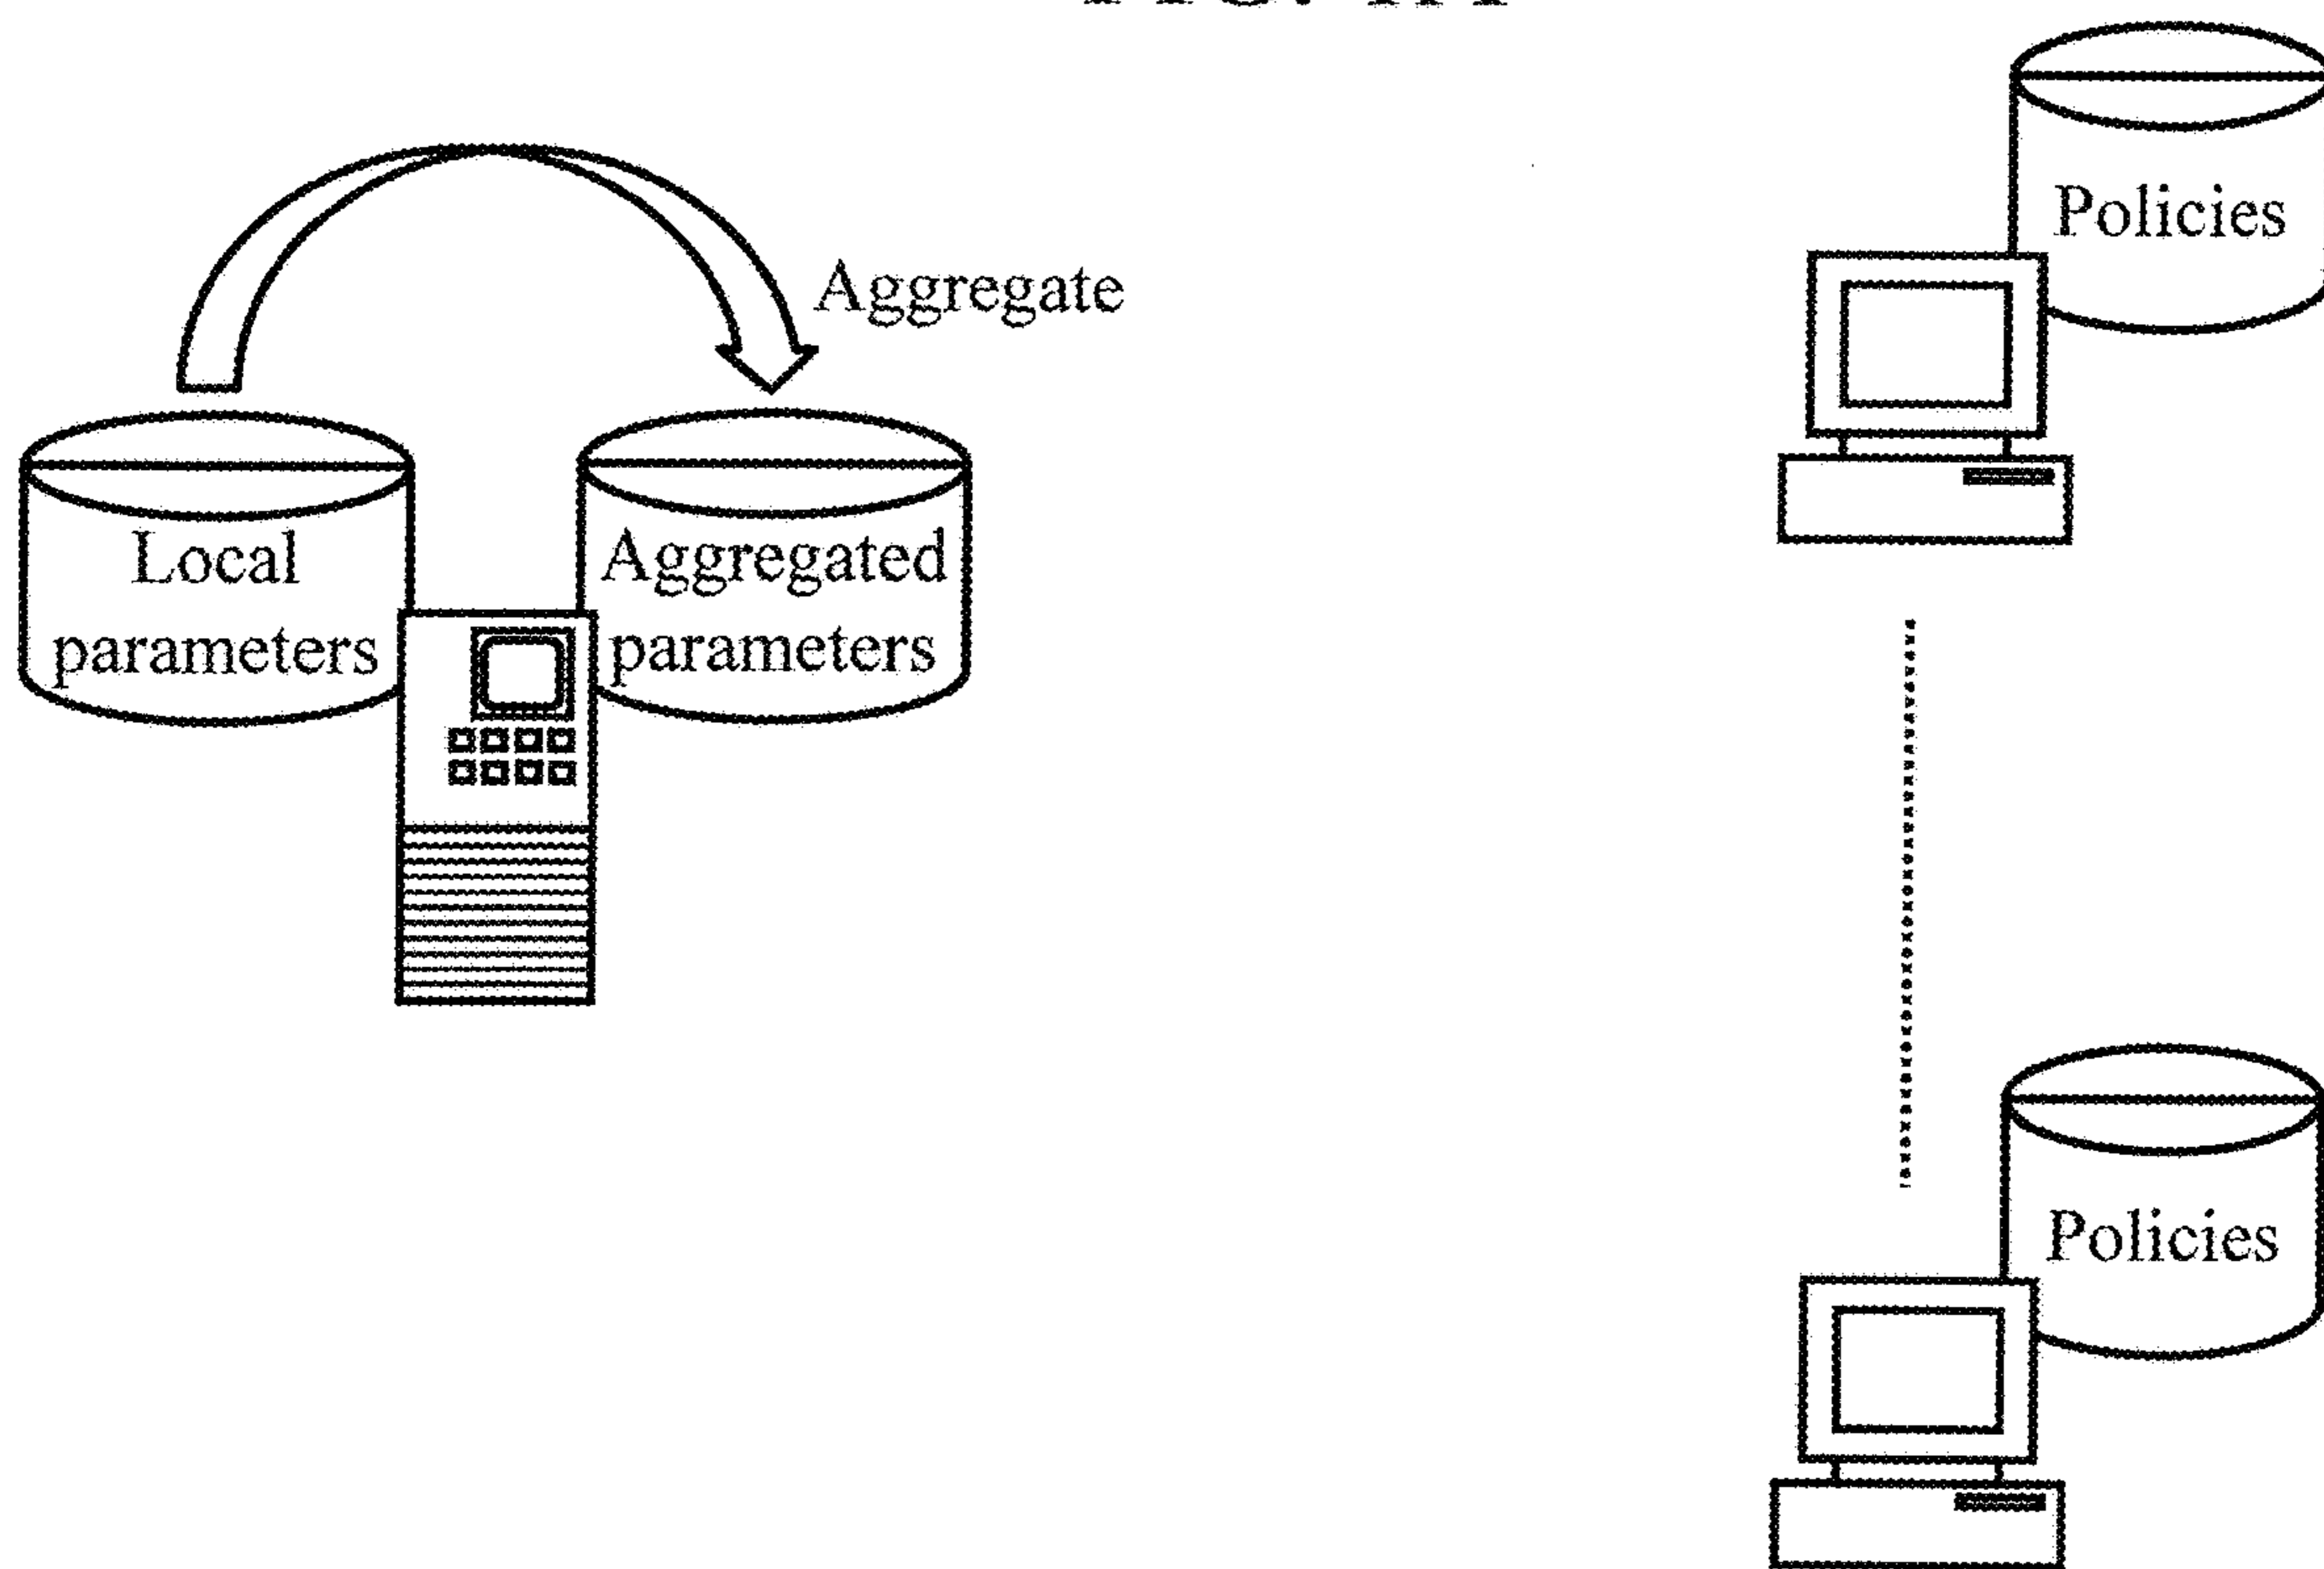 Policies
Aggregate
Local
parameters
Aggregated
parameters
Policies